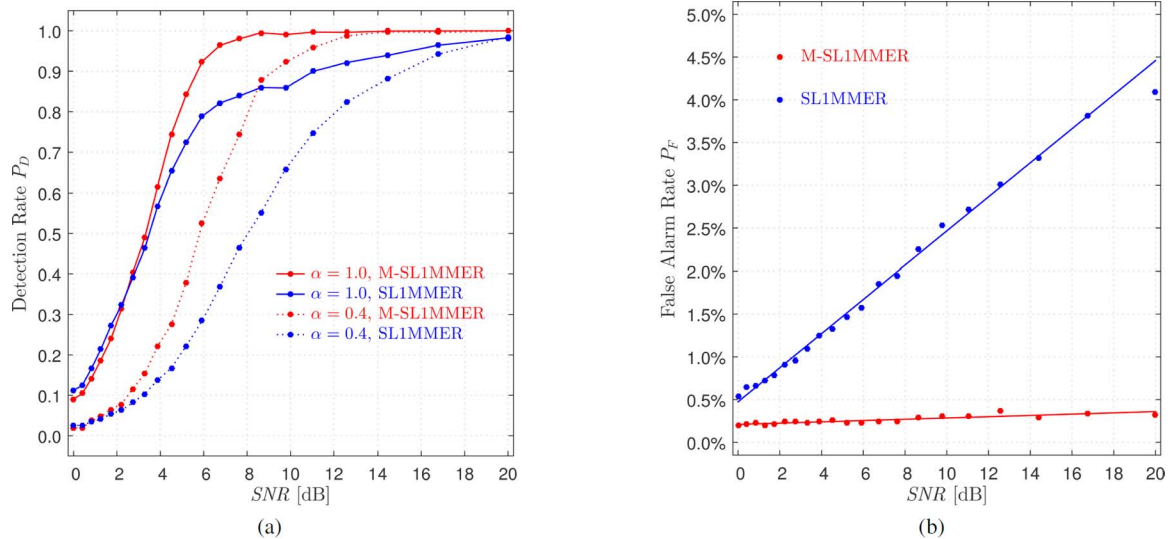 1.0
0.9
0.8
0.7
0.6
0.5
0.4
0.3
0.2
0.1
0.0
Detection Rate P_D
α = 1.0, M-SL1MMER
α = 1.0, SL1MMER
α = 0.4, M-SL1MMER
α = 0.4, SL1MMER
0 2 4 6 8 10 12 14 16 18 20
SNR [dB]
(a)
5.0%
4.5%
4.0%
3.5%
3.0%
2.5%
2.0%
1.5%
1.0%
0.5%
0.0%
False Alarm Rate P_F
M-SL1MMER
SL1MMER
0 2 4 6 8 10 12 14 16 18 20
SNR [dB]
(b)